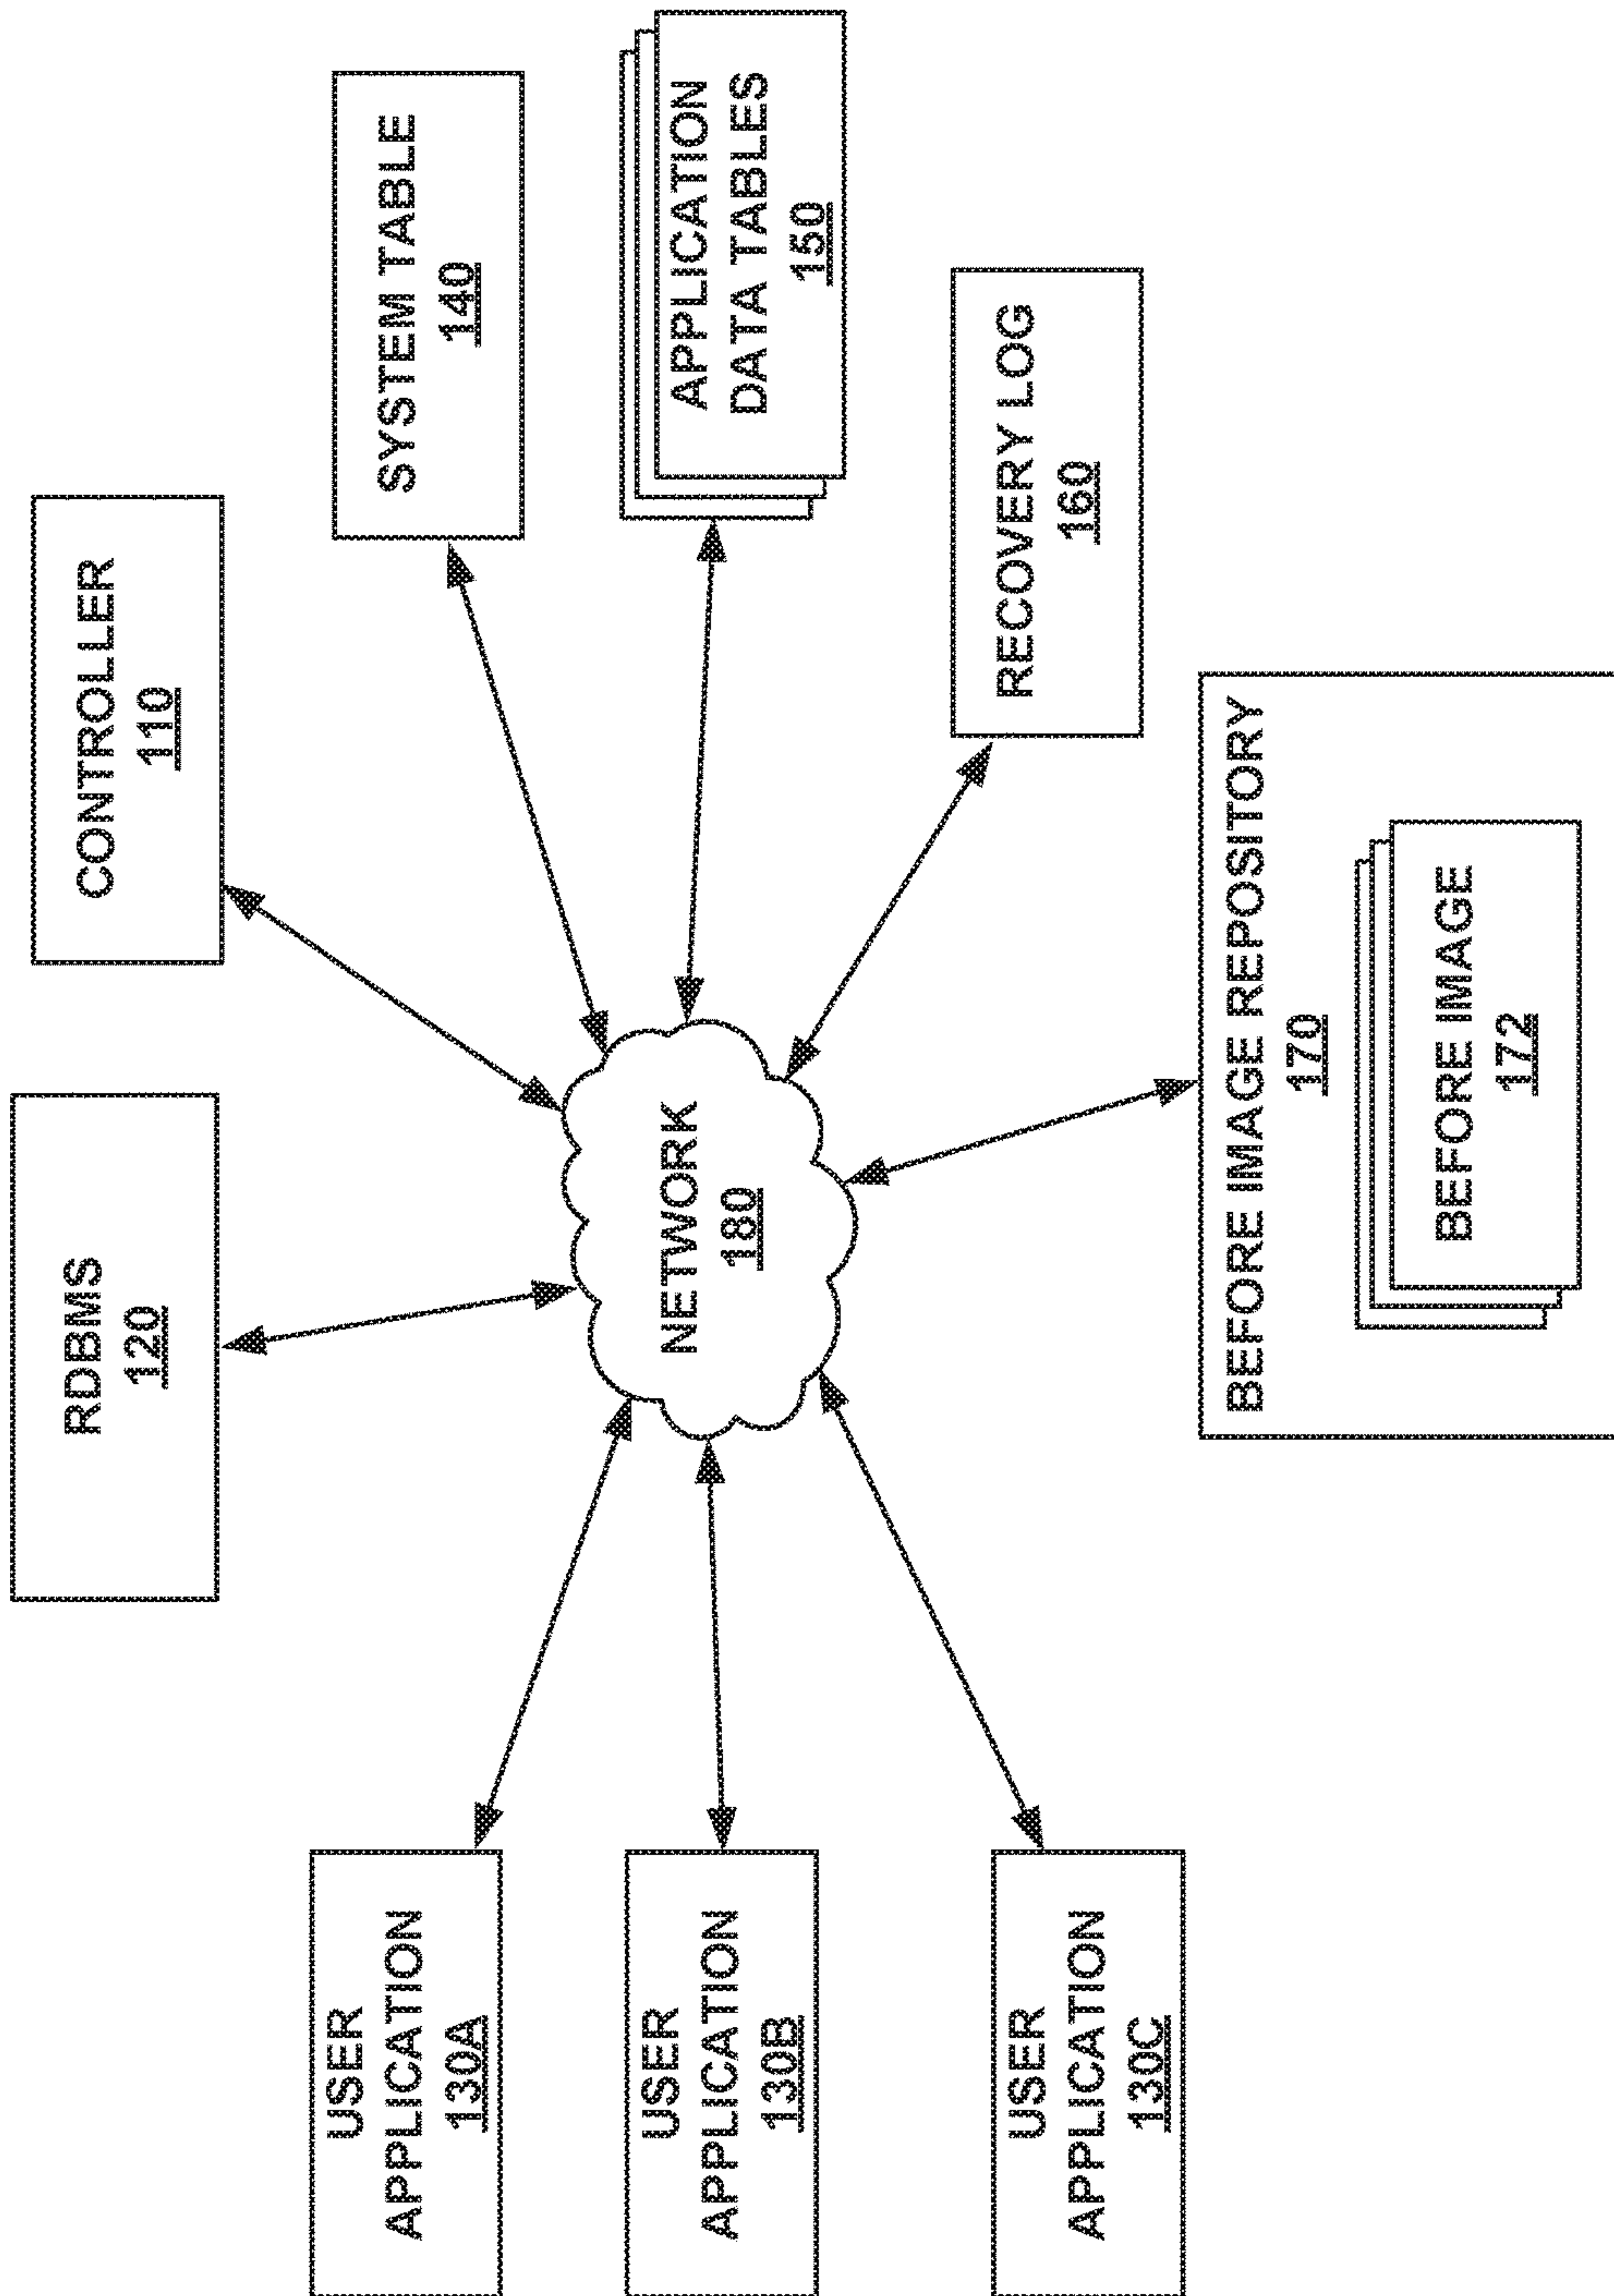 RDBMS
120
CONTROLLER
110
USER
APPLICATION
130A
SYSTEM TABLE
140
USER
APPLICATION
130B
NETWORK
180
APPLICATION
DATA TABLES
150
USER
APPLICATION
130C
RECOVERY LOG
160
BEFORE IMAGE REPOSITORY
170
BEFORE IMAGE
172